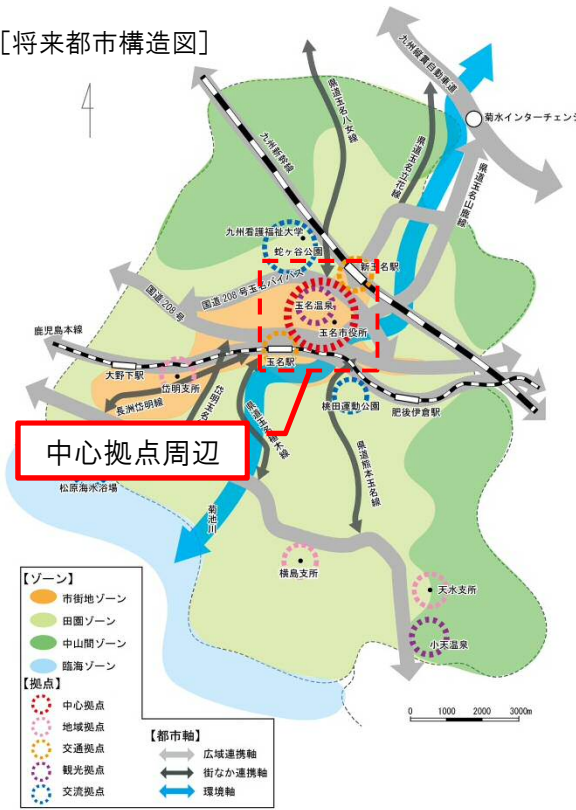 [将来都市構造図]
九州縦貫自動車道
菊水インターチェンジ
県道玉名八女線
県道玉名立花線
県道玉名山鹿線
九州新幹線
九州看護福祉大学
蛇ヶ谷公園
新玉名駅
国道208号玉名バイパス
国道208号
玉名温泉
玉名市役所
鹿児島本線
玉名駅
大野下駅
岱明支所
長洲岱明線
桃田運動公園
肥後伊倉駅
県道熊本玉名線
中心拠点周辺
松原海水浴場
菊池川
横島支所
天水支所
小天温泉
【ゾーン】
市街地ゾーン
田園ゾーン
中山間ゾーン
臨海ゾーン
【拠点】
中心拠点
地域拠点
交通拠点
観光拠点
交流拠点
【都市軸】
広域連携軸
街なか連携軸
環境軸
0 1000 2000 3000m